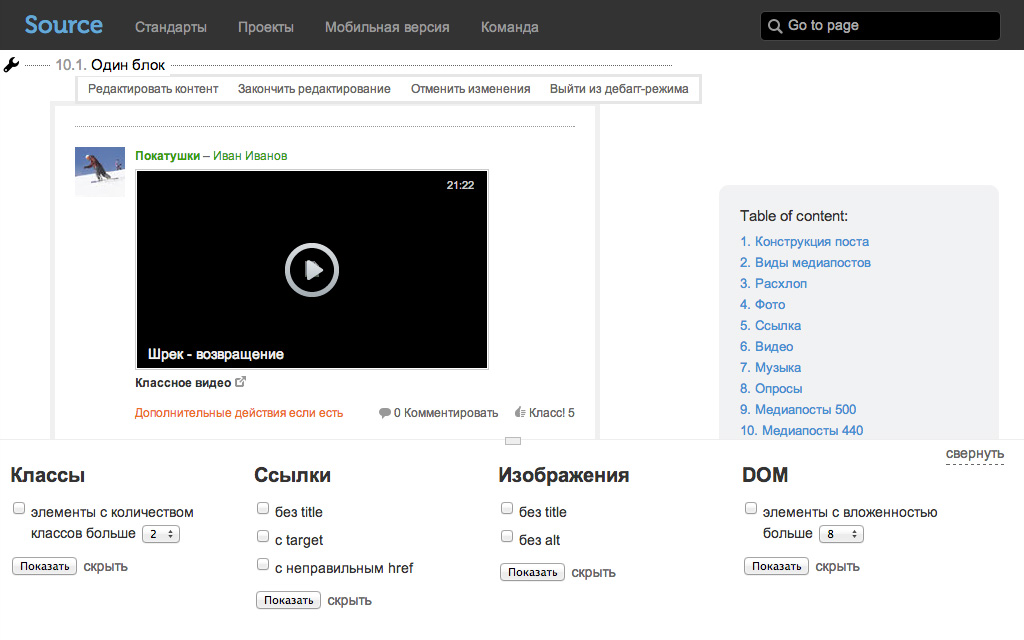 Source Стандарты Проекты Мобильная версия Команда Go to page
10.1. Один блок
Редактировать контент Закончить редактирование Отменить изменения Выйти из дебагг-режима
Покатушки – Иван Иванов
21:22
Шрек - возвращение
Классное видео
Дополнительные действия если есть 0 Комментировать Класс! 5
Table of content:
1. Конструкция поста
2. Виды медиапостов
3. Расхлоп
4. Фото
5. Ссылка
6. Видео
7. Музыка
8. Опросы
9. Медиапосты 500
10. Медиапосты 440
свернуть
Классы
элементы с количеством
классов больше 2
Показать скрыть
Ссылки
без title
с target
с неправильным href
Показать скрыть
Изображения
без title
без alt
Показать скрыть
DOM
элементы с вложенностью
больше 8
Показать скрыть